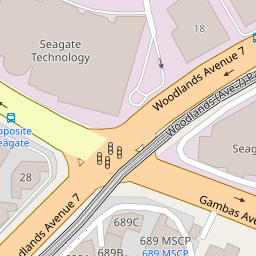 18
Seagate
Technology
Woodlands Avenue 7
Woodlands (Ave 7)
opposite
Seagate
Seag
28
Gambas Ave
Woodlands Avenue 7
689C
689 MSCP
689B
689 MSCP